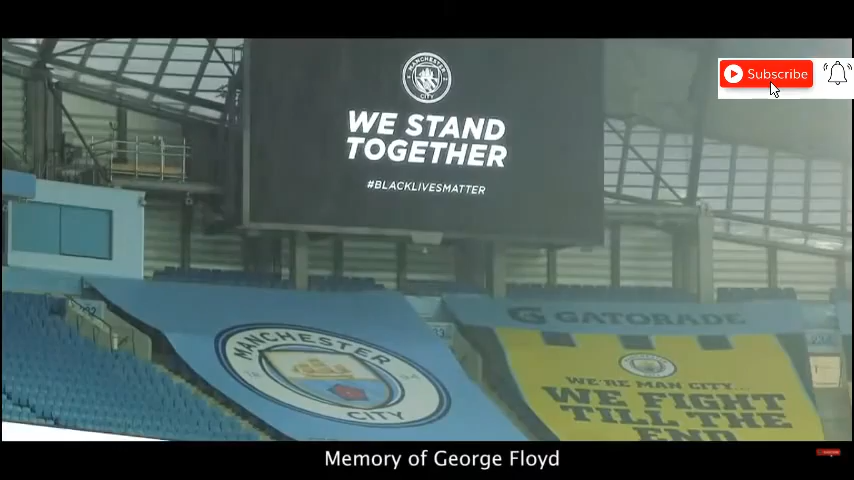 MANCHESTER
CITY
Subscribe
WE STAND
TOGETHER
#BLACKLIVESMATTER
G GATORADE
MANCHESTER
CITY
WE'RE MAN CITY...
WE FIGHT
TILL THE
END
Memory of George Floyd